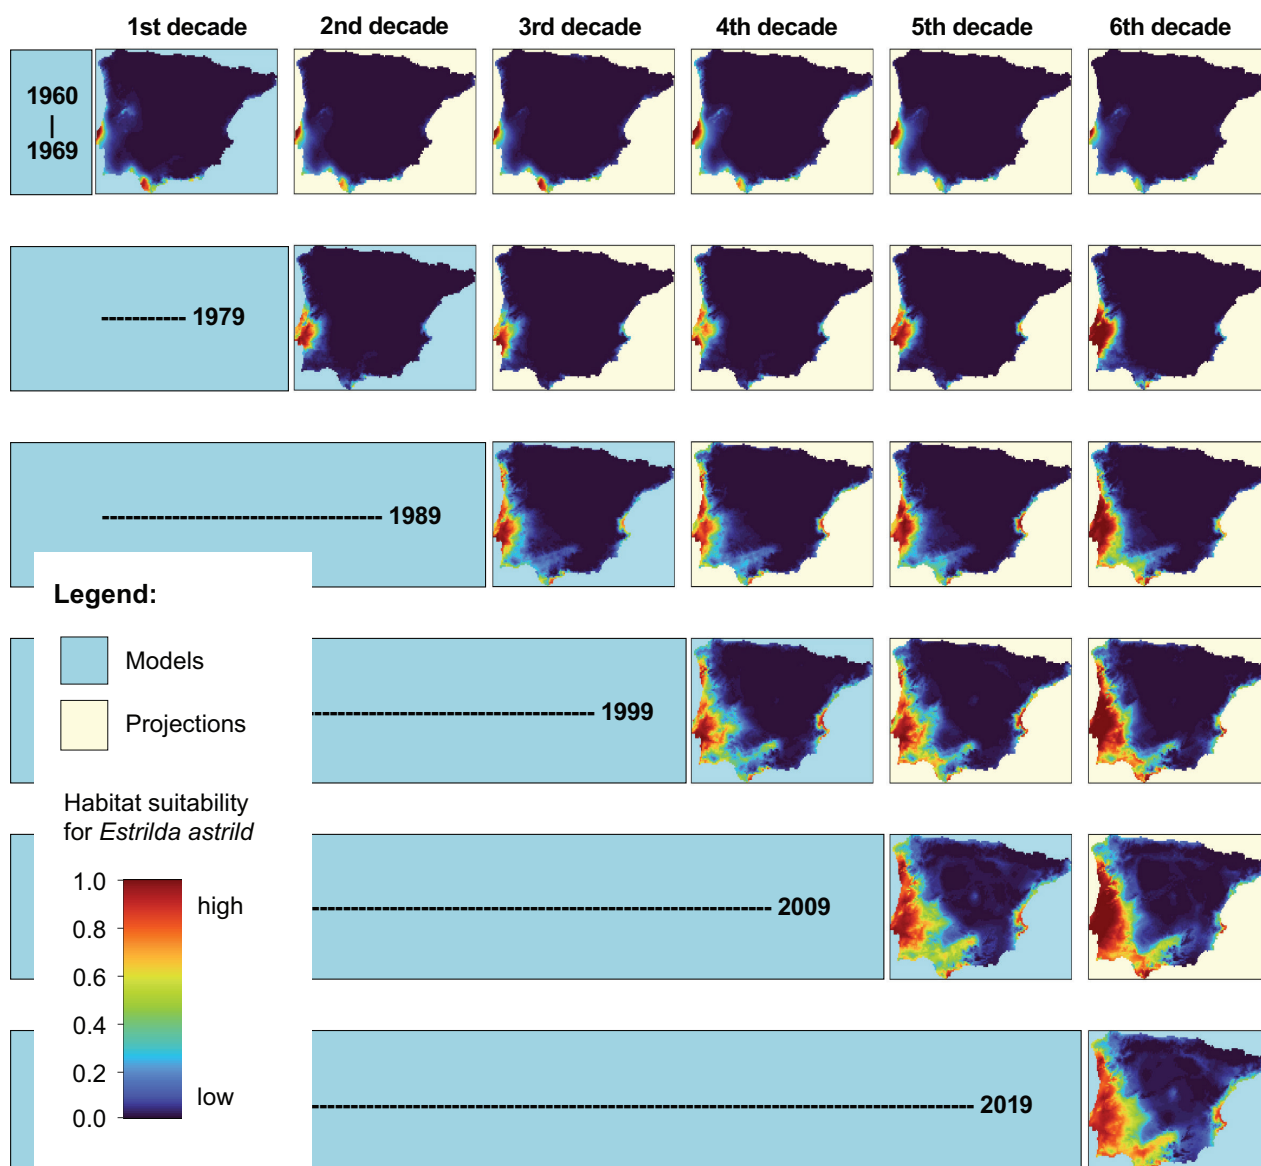 1st decade
2nd decade
3rd decade
4th decade
5th decade
6th decade
1960
|
1969
1979
1989
Legend:
Models
Projections
1999
Habitat suitability
for Estrilda astrild
1.0
high
0.8
0.6
0.4
0.2
low
0.0
2009
2019